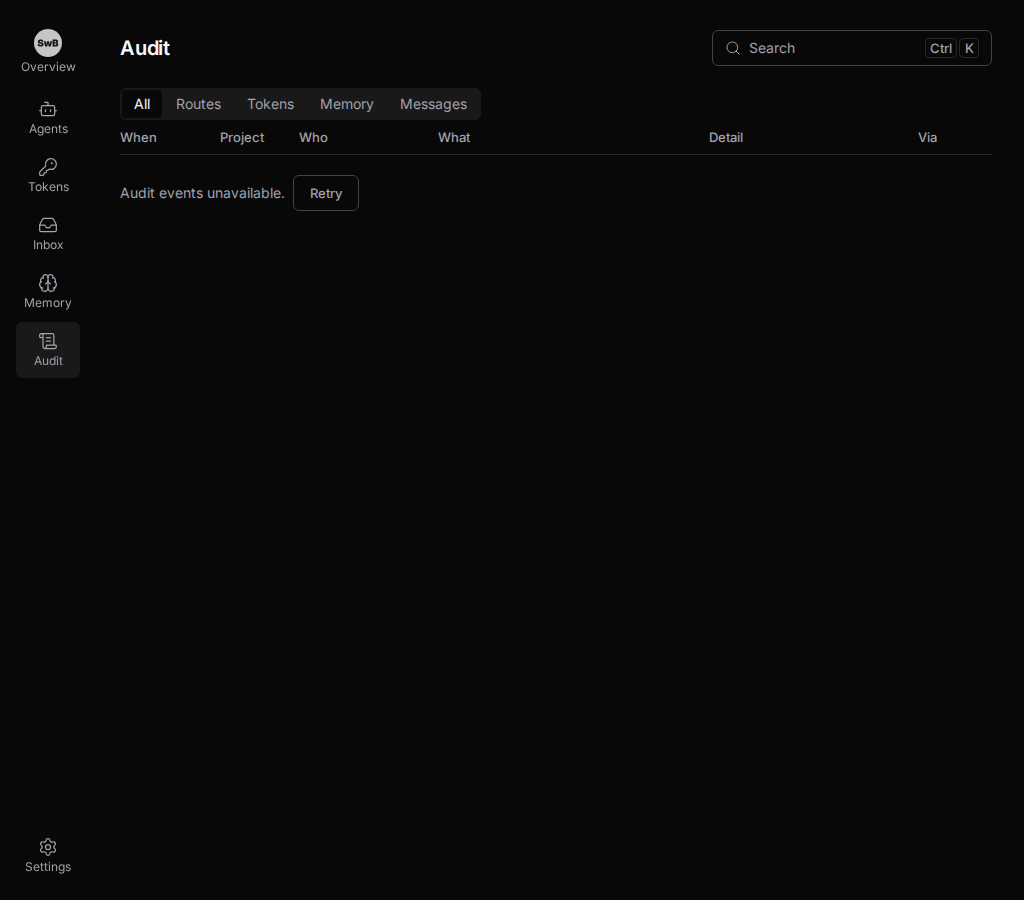 SwB
Overview
Agents
Tokens
Inbox
Memory
Audit
Settings
Audit
Search Ctrl K
All Routes Tokens Memory Messages
When Project Who What Detail Via
Audit events unavailable. Retry